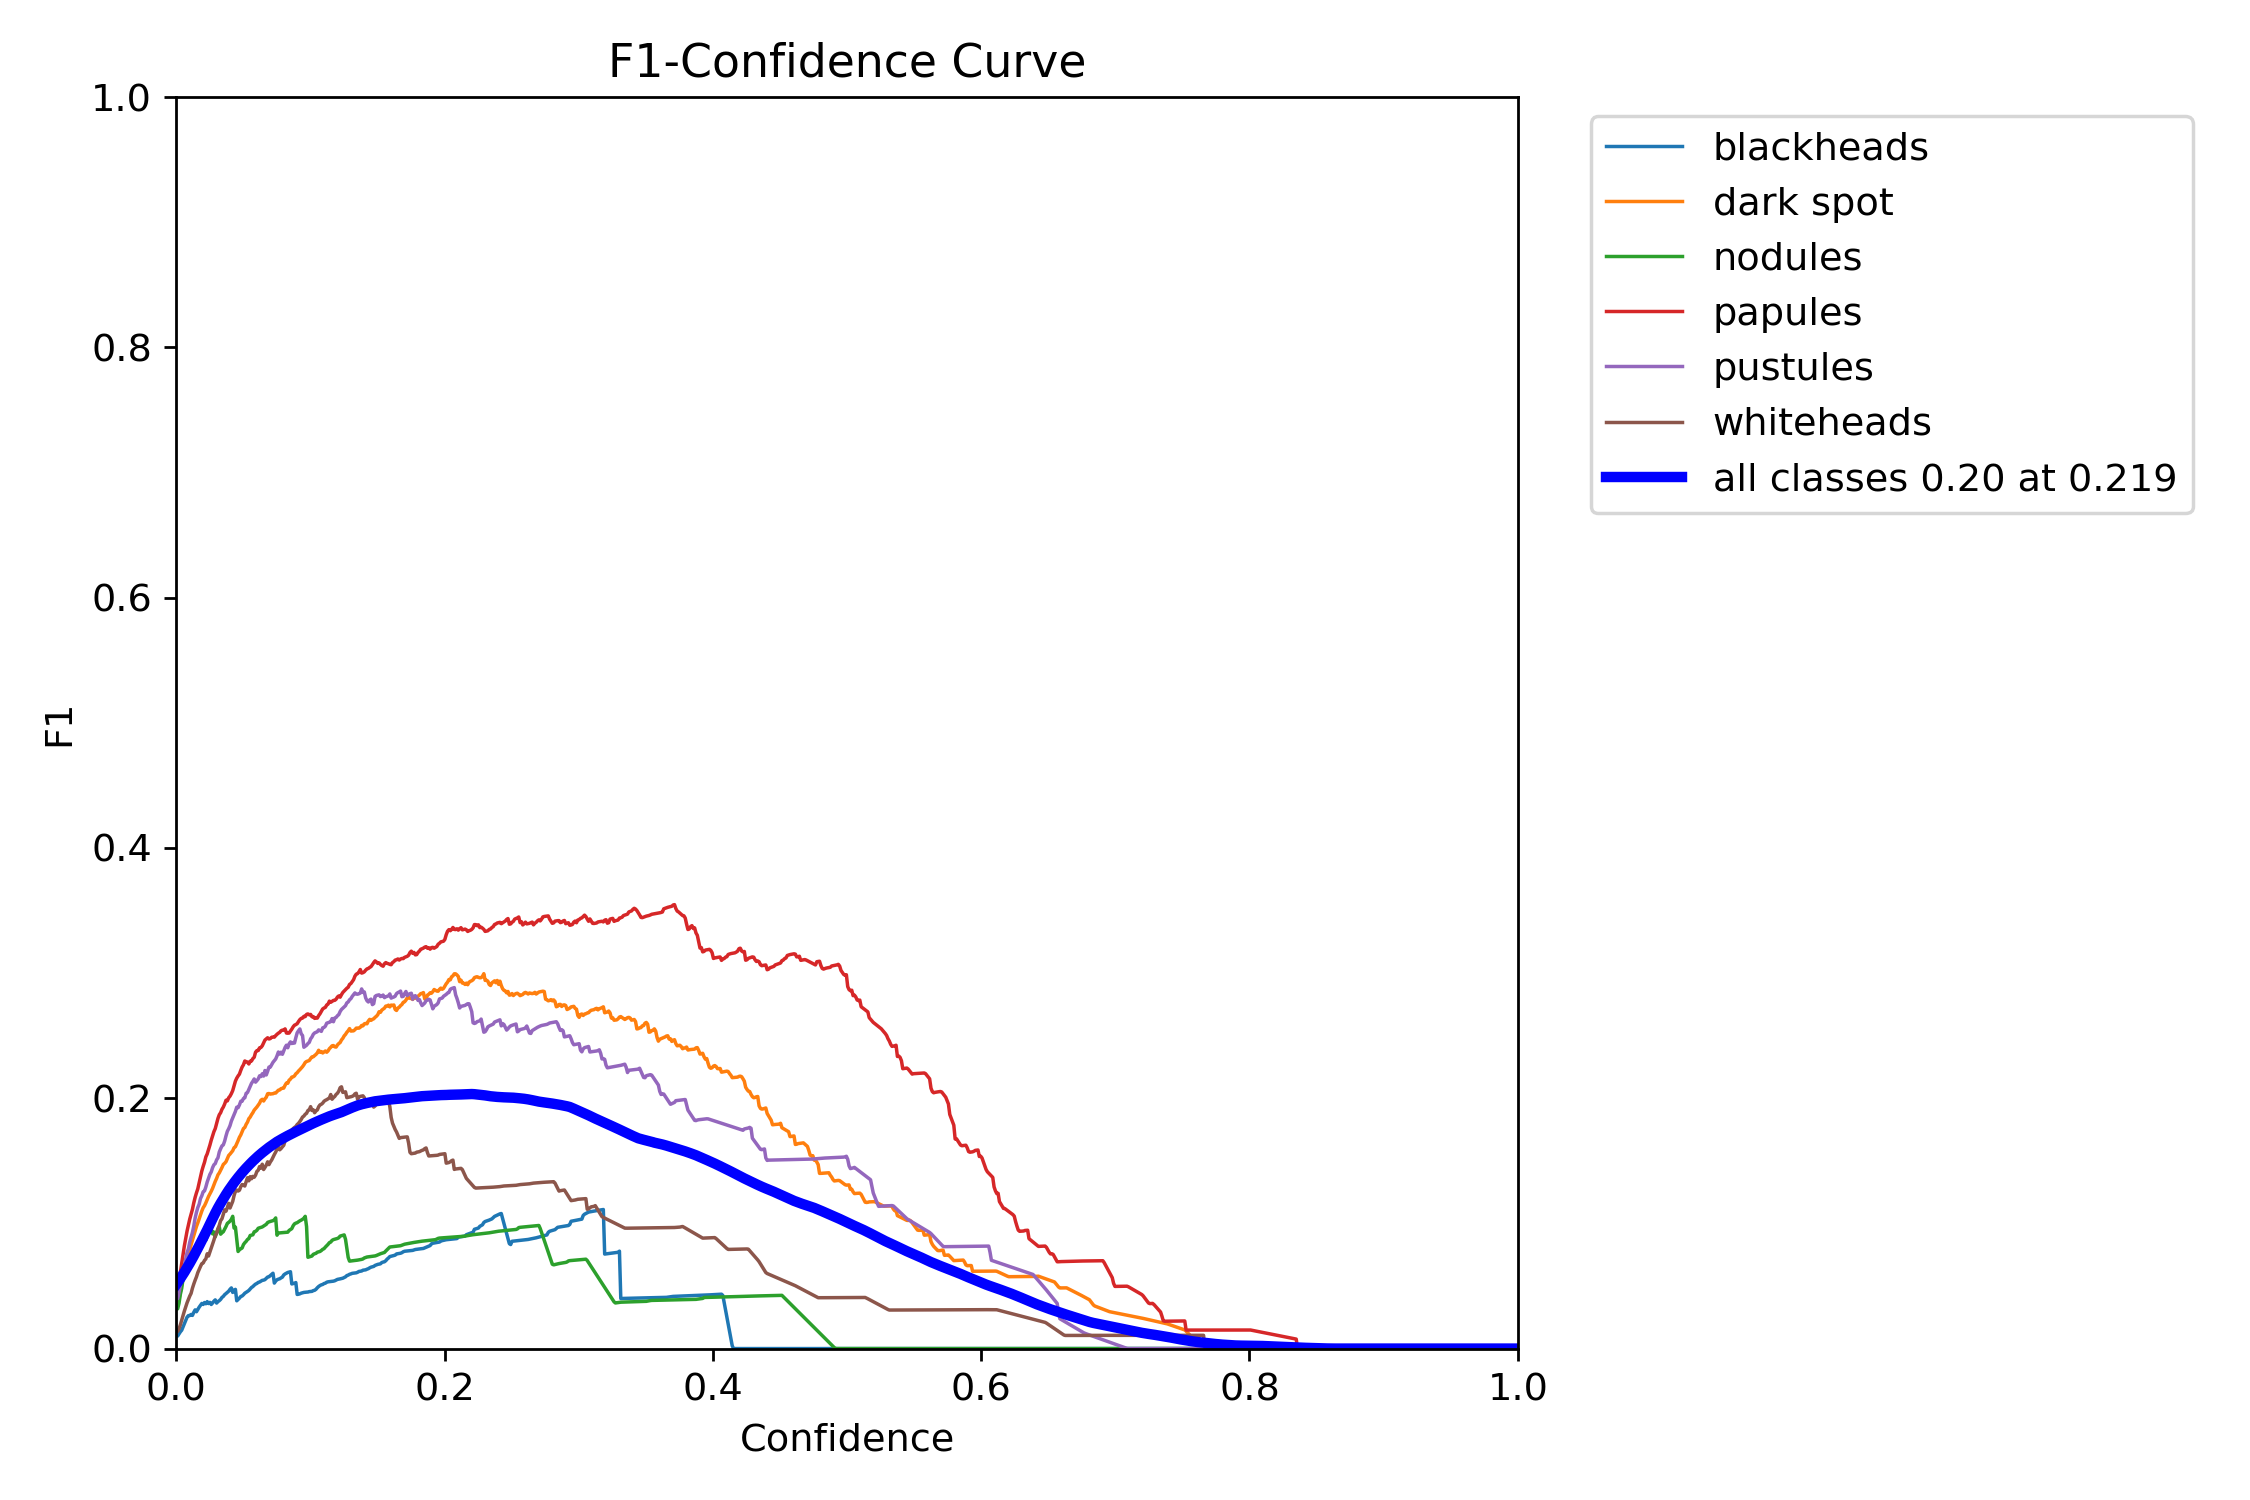 F1-Confidence Curve
1.0
0.8
0.6
0.4
0.2
0.0
F1
0.0 0.2 0.4 0.6 0.8 1.0
Confidence
blackheads
dark spot
nodules
papules
pustules
whiteheads
all classes 0.20 at 0.219